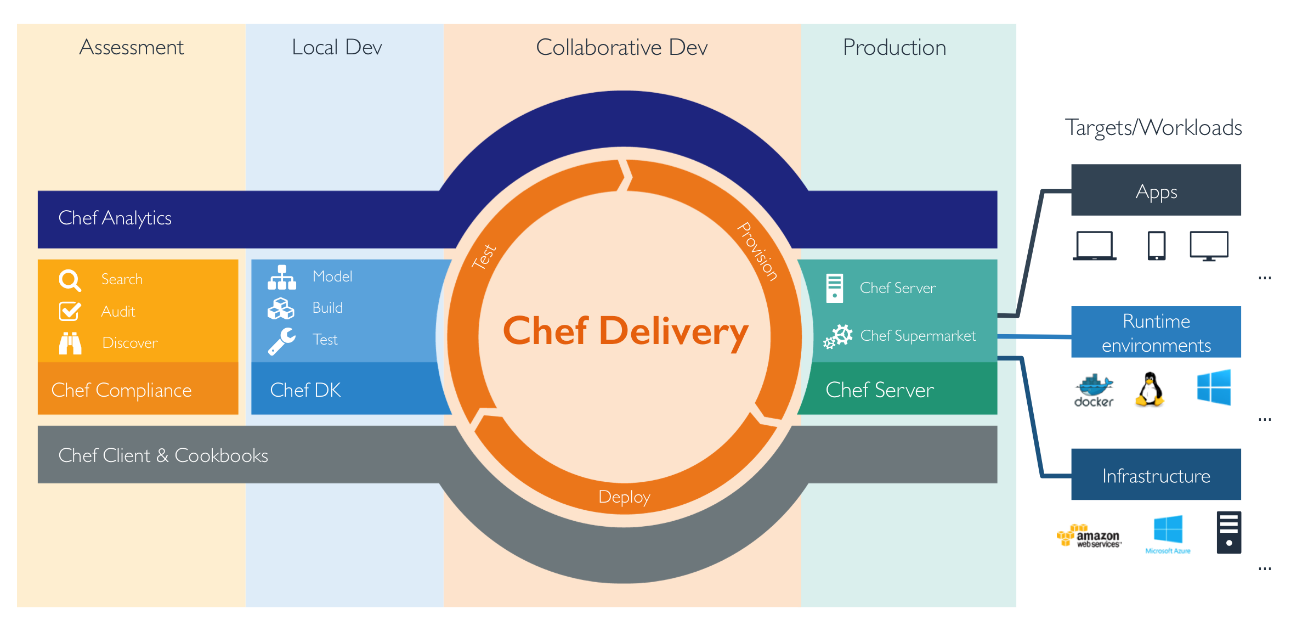 Assessment
Local Dev
Collaborative Dev
Production
Targets/Workloads
Chef Analytics
Search
Audit
Discover
Chef Compliance
Model
Build
Test
Chef DK
Test
Provision
Deploy
Chef Delivery
Chef Server
Chef Supermarket
Chef Server
Chef Client & Cookbooks
Apps
...
Runtime
environments
docker
...
Infrastructure
amazon
web services
Microsoft Azure
...